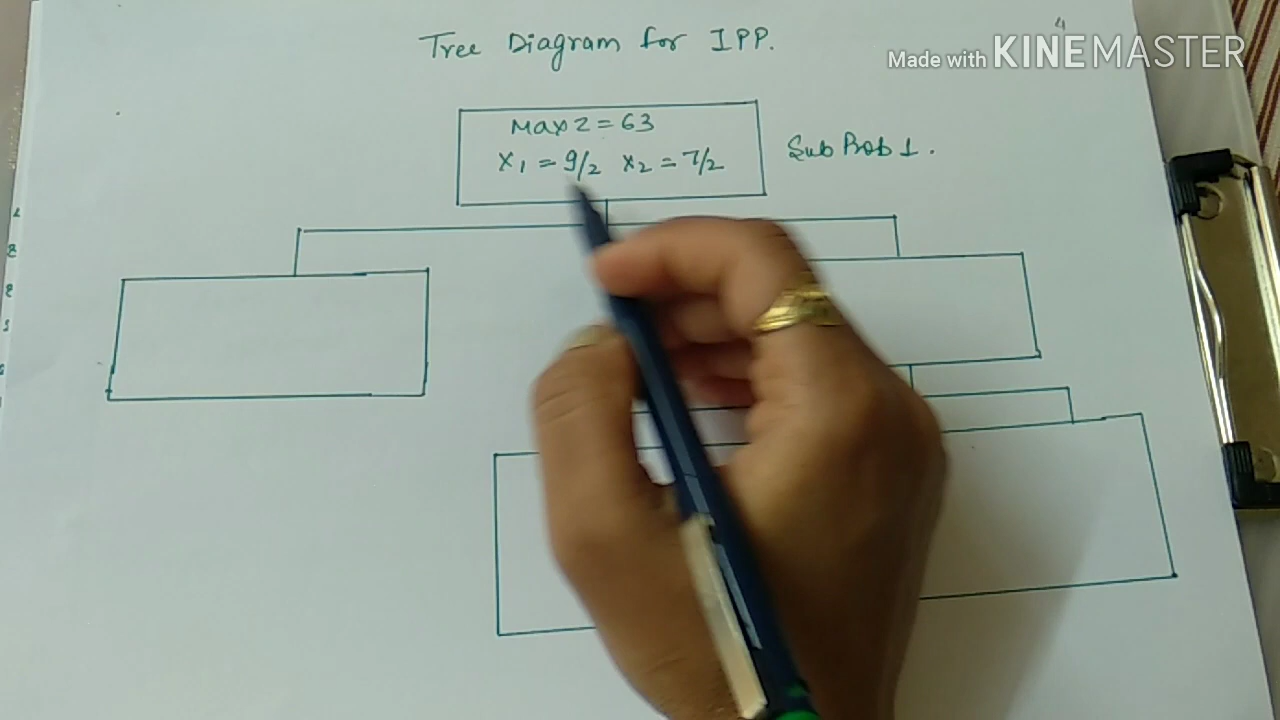 Tree Diagram for IPP.
Made with KINEMASTER
Max Z = 63
x1 = 9/2 x2 = 7/2
Sub Prob 1.